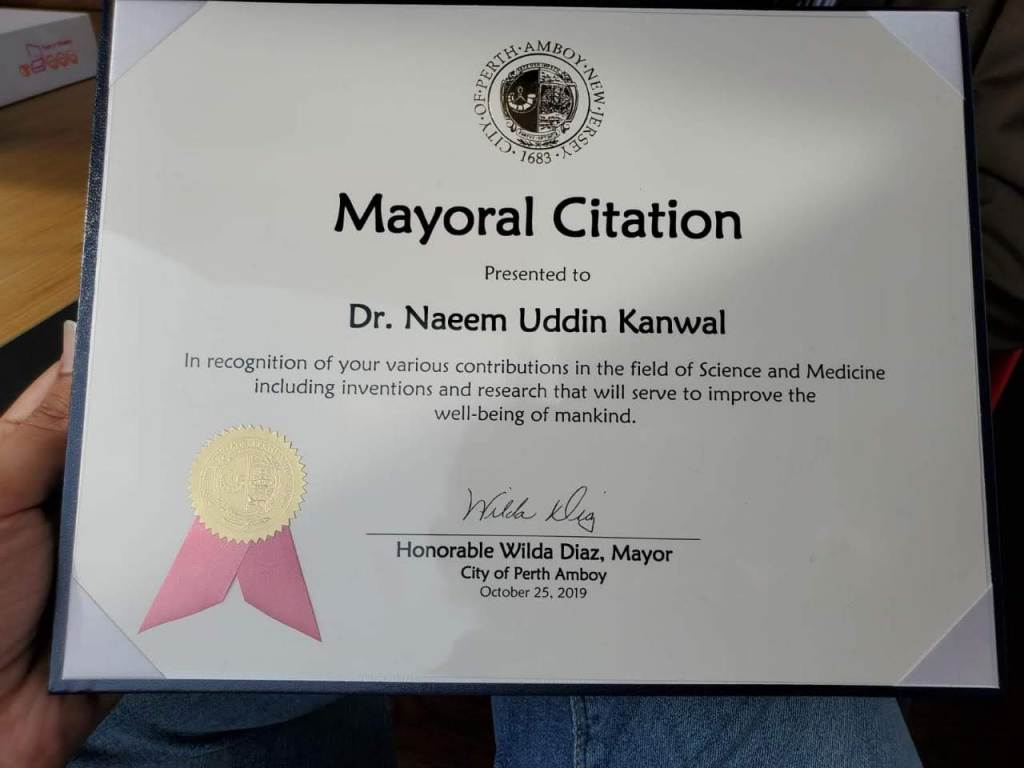 CITY·OF·PERTH·AMBOY·NEW·JERSEY·
1683
Mayoral Citation
Presented to
Dr. Naeem Uddin Kanwal
In recognition of your various contributions in the field of Science and Medicine
including inventions and research that will serve to improve the
well-being of mankind.
Wilda Diaz
Honorable Wilda Diaz, Mayor
City of Perth Amboy
October 25, 2019